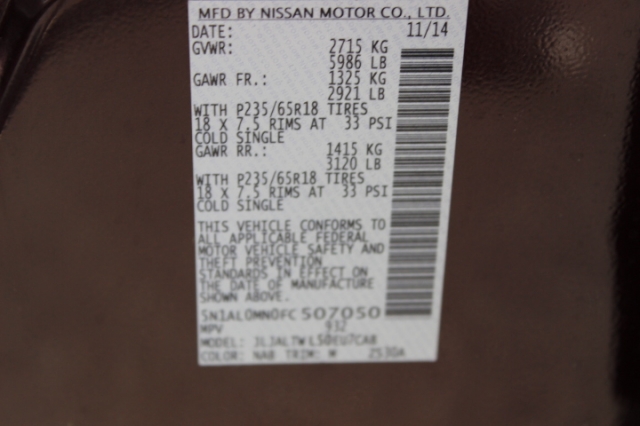 MFD BY NISSAN MOTOR CO., LTD.
DATE: 11/14
GVWR: 2715 KG
5986 LB
GAWR FR.: 1325 KG
2921 LB
WITH P235/65R18 TIRES
18 X 7.5 RIMS AT 33 PSI
COLD SINGLE
GAWR RR.: 1415 KG
3120 LB
WITH P235/65R18 TIRES
18 X 7.5 RIMS AT 33 PSI
COLD SINGLE
THIS VEHICLE CONFORMS TO
ALL APPLICABLE FEDERAL
MOTOR VEHICLE SAFETY AND
THEFT PREVENTION
STANDARDS IN EFFECT ON
THE DATE OF MANUFACTURE
SHOWN ABOVE.
5N1AL0MN0FC 507050
MPV 932
MODEL:
COLOR: NAB TRIM: W